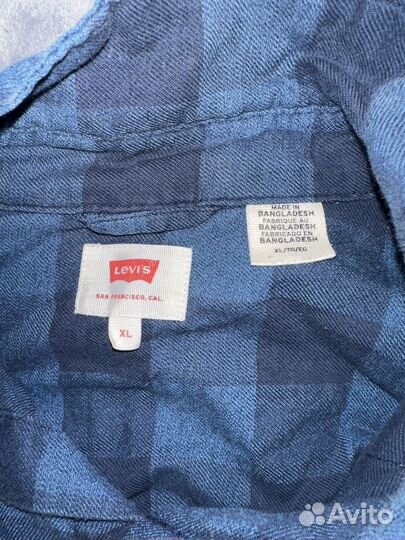 Levi's
SAN FRANCISCO, CAL.
XL
MADE IN
BANGLADESH
FABRIQUE AU
BANGLADESH
FABRICADO EN
BANGLADESH
XL/TG/EG
Avito